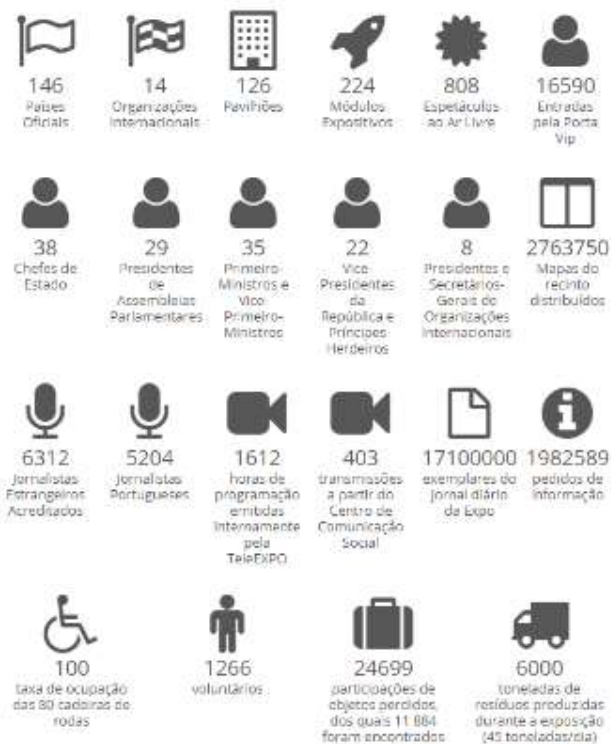 146
Países
Oficiais
14
Organizações
Internacionais
126
Pavilhões
224
Módulos
Expositivos
808
Espetáculos
ao Ar Livre
16590
Entradas
pela Porta
Vip
38
Chefes de
Estado
29
Presidentes
de
Assembleias
Parlamentares
35
Primeiro-
Ministros e
Vice-
Primeiro-
Ministros
22
Vice-
Presidentes
da
República e
Príncipes
Herdeiros
8
Presidentes e
Secretários-
Gerais de
Organizações
Internacionais
2763750
Mapas do
recinto
distribuídos
6312
Jornalistas
Estrangeiros
Acreditados
5204
Jornalistas
Portugueses
1612
horas de
programação
emitidas
internamente
pela
TeleEXPO
403
transmissões
a partir do
Centro de
Comunicação
Social
17100000
exemplares do
jornal diário
da Expo
1982589
pedidos de
informação
100
taxa de ocupação
das 80 cadeiras de
rodas
1266
voluntários
24699
participações de
objetos perdidos,
dos quais 11 884
foram encontrados
6000
toneladas de
resíduos produzidas
durante a exposição
(45 toneladas/dia)